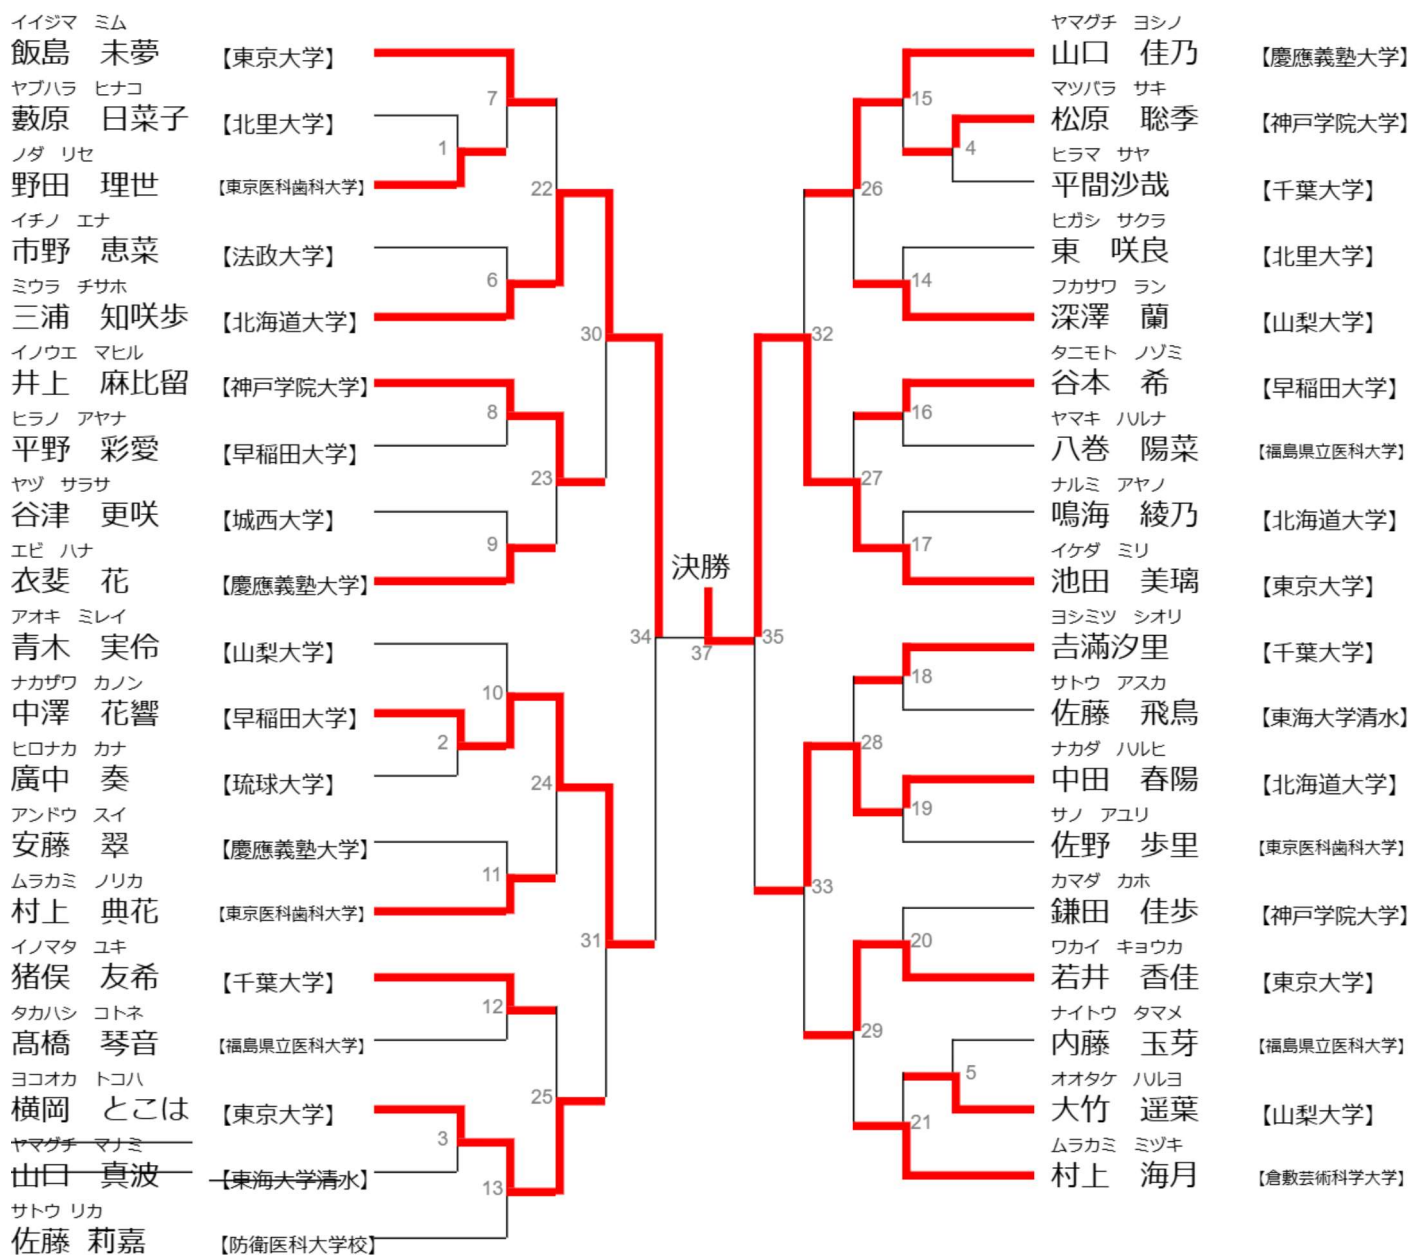 イイジマ　ミム
飯島　未夢　【東京大学】
ヤブハラ　ヒナコ
藪原　日菜子　【北里大学】
ノダ　リセ
野田　理世　【東京医科歯科大学】
イチノ　エナ
市野　恵菜　【法政大学】
ミウラ　チサホ
三浦　知咲歩　【北海道大学】
イノウエ　マヒル
井上　麻比留　【神戸学院大学】
ヒラノ　アヤナ
平野　彩愛　【早稲田大学】
ヤヅ　サラサ
谷津　更咲　【城西大学】
エビ　ハナ
衣斐　花　【慶應義塾大学】
アオキ　ミレイ
青木　実伶　【山梨大学】
ナカザワ　カノン
中澤　花響　【早稲田大学】
ヒロナカ　カナ
廣中　奏　【琉球大学】
アンドウ　スイ
安藤　翠　【慶應義塾大学】
ムラカミ　ノリカ
村上　典花　【東京医科歯科大学】
イノマタ　ユキ
猪俣　友希　【千葉大学】
タカハシ　コトネ
髙橋　琴音　【福島県立医科大学】
ヨコオカ　トコハ
横岡　とこは　【東京大学】
ヤマグチ　マナミ
山口　真波　【東海大学清水】
サトウ リカ
佐藤 莉嘉　【防衛医科大学校】
7
1
22
6
30
8
23
9
34
10
2
24
11
31
12
25
3
13
決勝
37
15
4
26
14
32
16
27
17
35
18
28
19
33
20
29
5
21
ヤマグチ　ヨシノ
山口　佳乃　【慶應義塾大学】
マツバラ　サキ
松原　聡季　【神戸学院大学】
ヒラマ　サヤ
平間沙哉　【千葉大学】
ヒガシ　サクラ
東　咲良　【北里大学】
フカサワ　ラン
深澤　蘭　【山梨大学】
タニモト　ノゾミ
谷本　希　【早稲田大学】
ヤマキ　ハルナ
八巻　陽菜　【福島県立医科大学】
ナルミ　アヤノ
鳴海　綾乃　【北海道大学】
イケダ　ミリ
池田　美璃　【東京大学】
ヨシミツ　シオリ
𠮷滿汐里　【千葉大学】
サトウ　アスカ
佐藤　飛鳥　【東海大学清水】
ナカダ　ハルヒ
中田　春陽　【北海道大学】
サノ　アユリ
佐野　歩里　【東京医科歯科大学】
カマダ　カホ
鎌田　佳歩　【神戸学院大学】
ワカイ　キョウカ
若井　香佳　【東京大学】
ナイトウ　タマメ
内藤　玉芽　【福島県立医科大学】
オオタケ　ハルヨ
大竹　遥葉　【山梨大学】
ムラカミ　ミヅキ
村上　海月　【倉敷芸術科学大学】